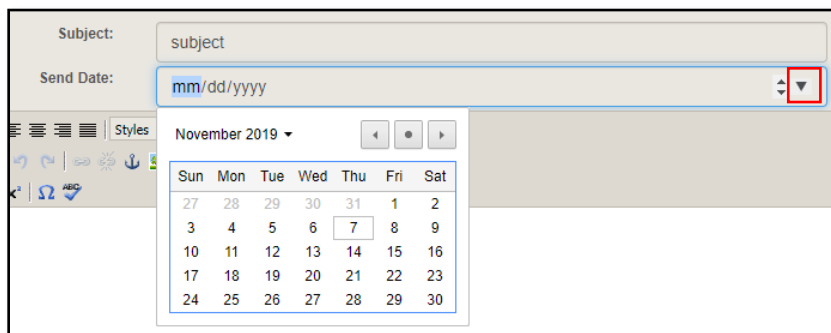 Subject:
subject
Send Date:
mm/dd/yyyy
Styles
November 2019
Sun Mon Tue Wed Thu Fri Sat
27 28 29 30 31 1 2
3 4 5 6 7 8 9
10 11 12 13 14 15 16
17 18 19 20 21 22 23
24 25 26 27 28 29 30
x² Ω ABC